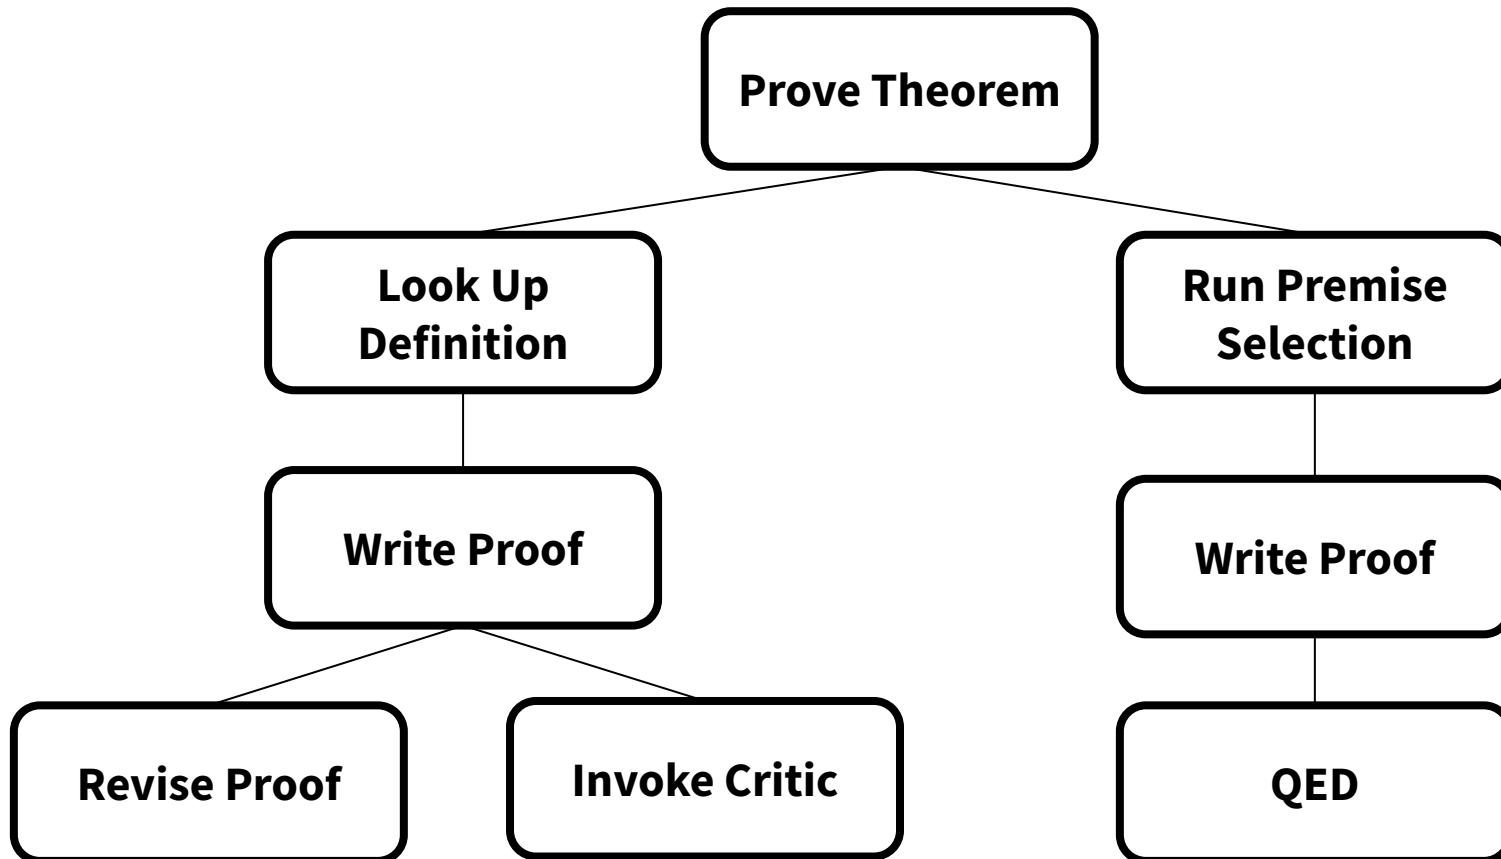 Prove Theorem
Look Up
Definition
Run Premise
Selection
Write Proof
Write Proof
Revise Proof
Invoke Critic
QED